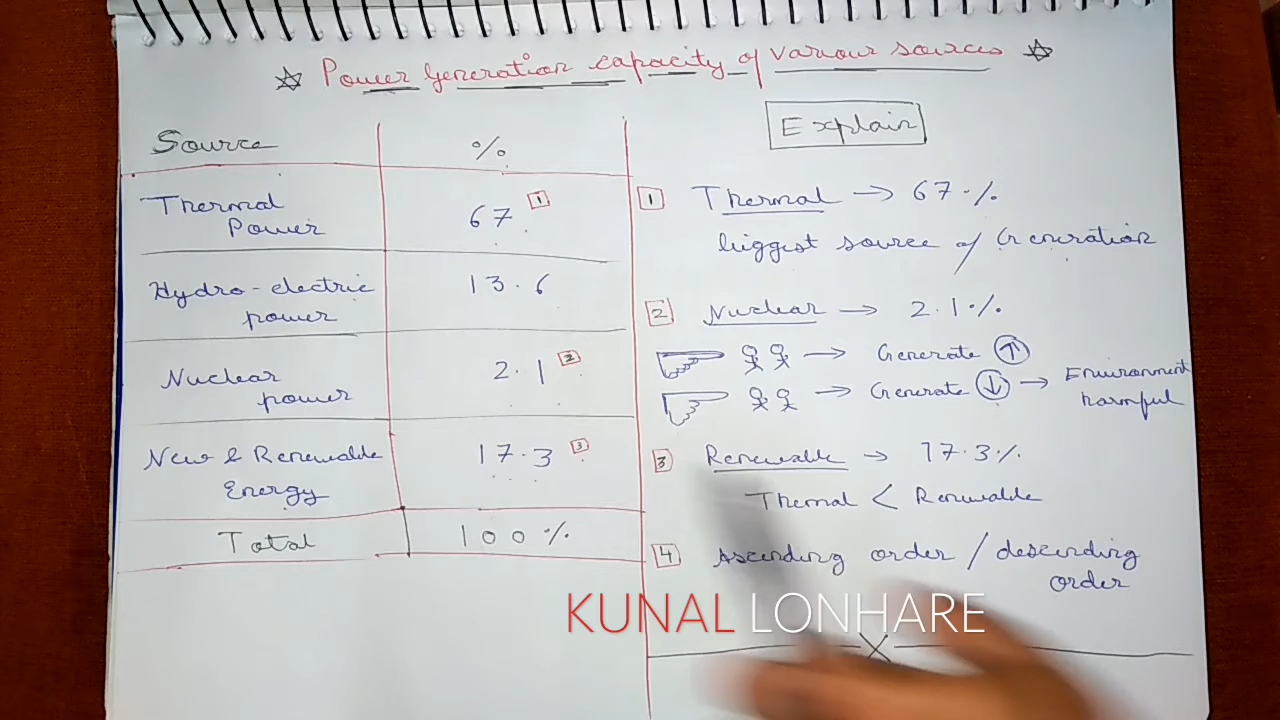 ☆ Power Generation capacity of various sources ☆
Source %
Thermal Power 67 [1]
Hydro-electric power 13.6
Nuclear power 2.1 [2]
New & Renewable Energy 17.3 [3]
Total 100%
Explain
[1] Thermal → 67%
biggest source of Generation
[2] Nuclear → 2.1%
→ Generate ↑
→ Generate ↓ → Environment harmful
[3] Renewable → 17.3%
Thermal < Renewable
[4] Ascending order / descending
order
KUNAL LONHARE